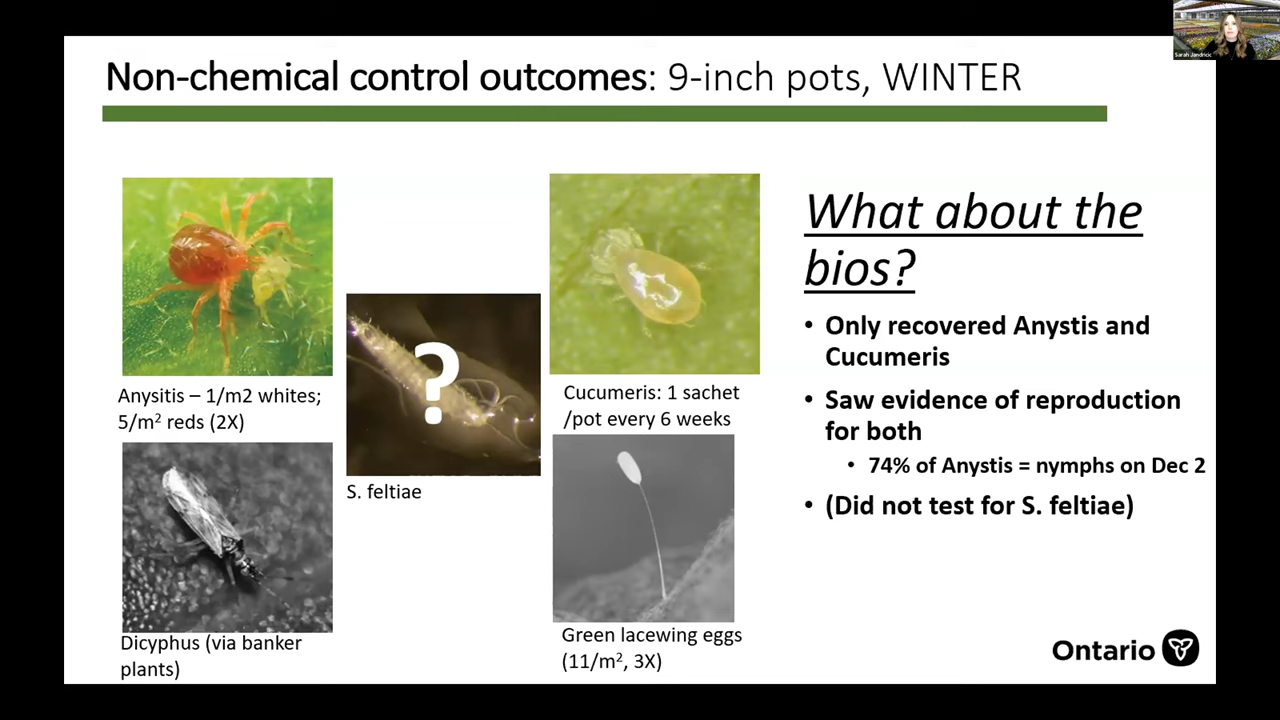 Sarah Jandricic
Non-chemical control outcomes: 9-inch pots, WINTER
Anysitis – 1/m2 whites;
5/m² reds (2X)
?
S. feltiae
Cucumeris: 1 sachet
/pot every 6 weeks
Dicyphus (via banker
plants)
Green lacewing eggs
(11/m², 3X)
What about the
bios?
• Only recovered Anystis and
Cucumeris
• Saw evidence of reproduction
for both
• 74% of Anystis = nymphs on Dec 2
• (Did not test for S. feltiae)
Ontario